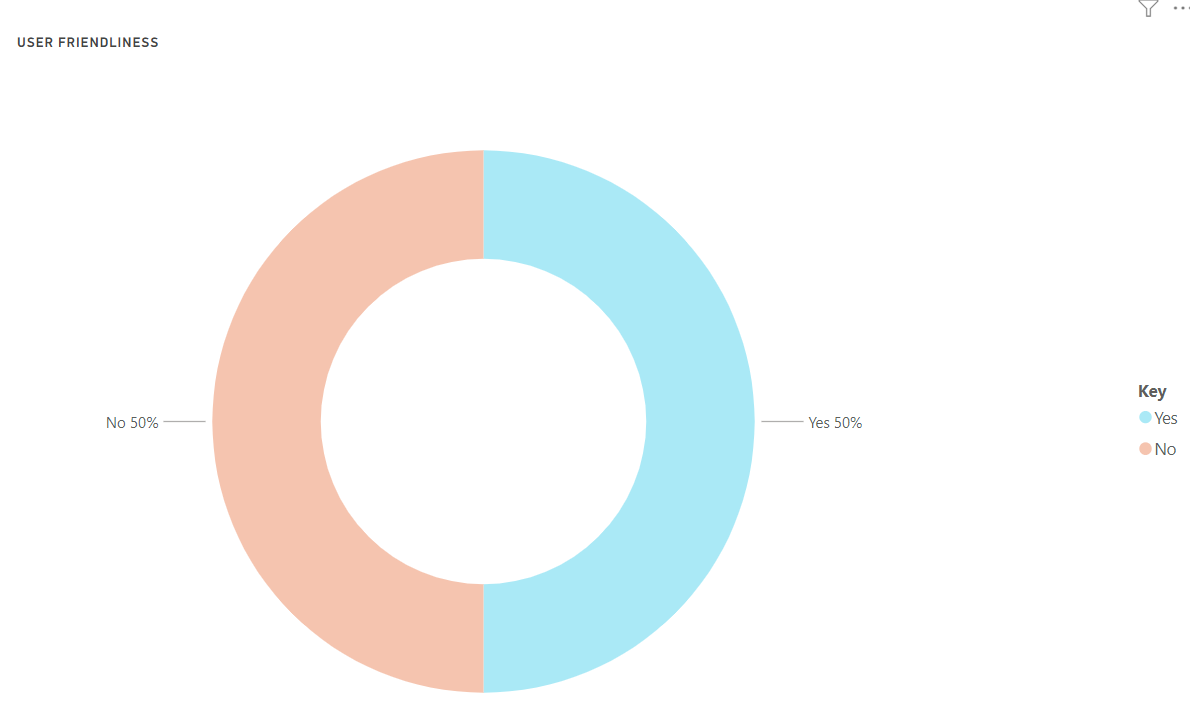 USER FRIENDLINESS
No 50%
Yes 50%
Key
Yes
No